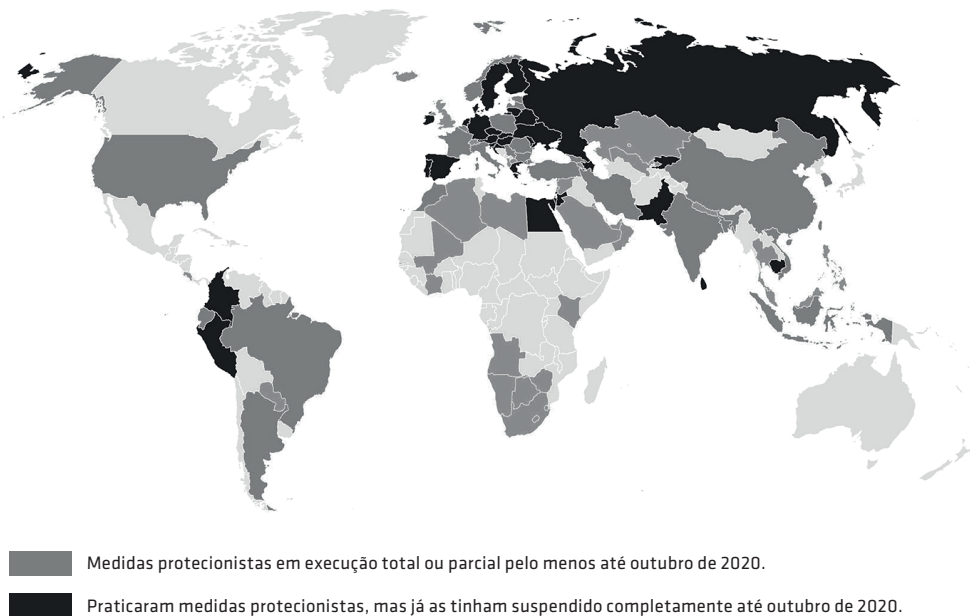 Medidas protecionistas em execução total ou parcial pelo menos até outubro de 2020.
Praticaram medidas protecionistas, mas já as tinham suspendido completamente até outubro de 2020.